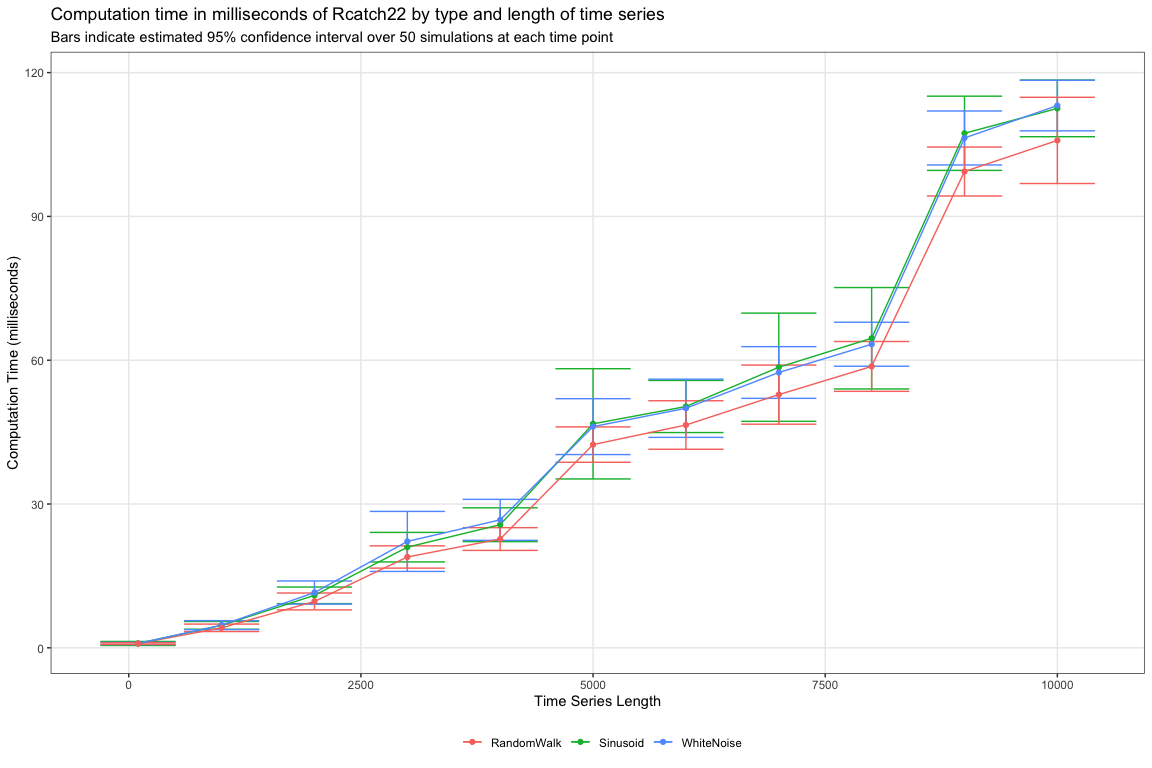 Computation time in milliseconds of Rcatch22 by type and length of time series
Bars indicate estimated 95% confidence interval over 50 simulations at each time point
Computation Time (milliseconds)
120
90
60
30
0
0 2500 5000 7500 10000
Time Series Length
RandomWalk Sinusoid WhiteNoise